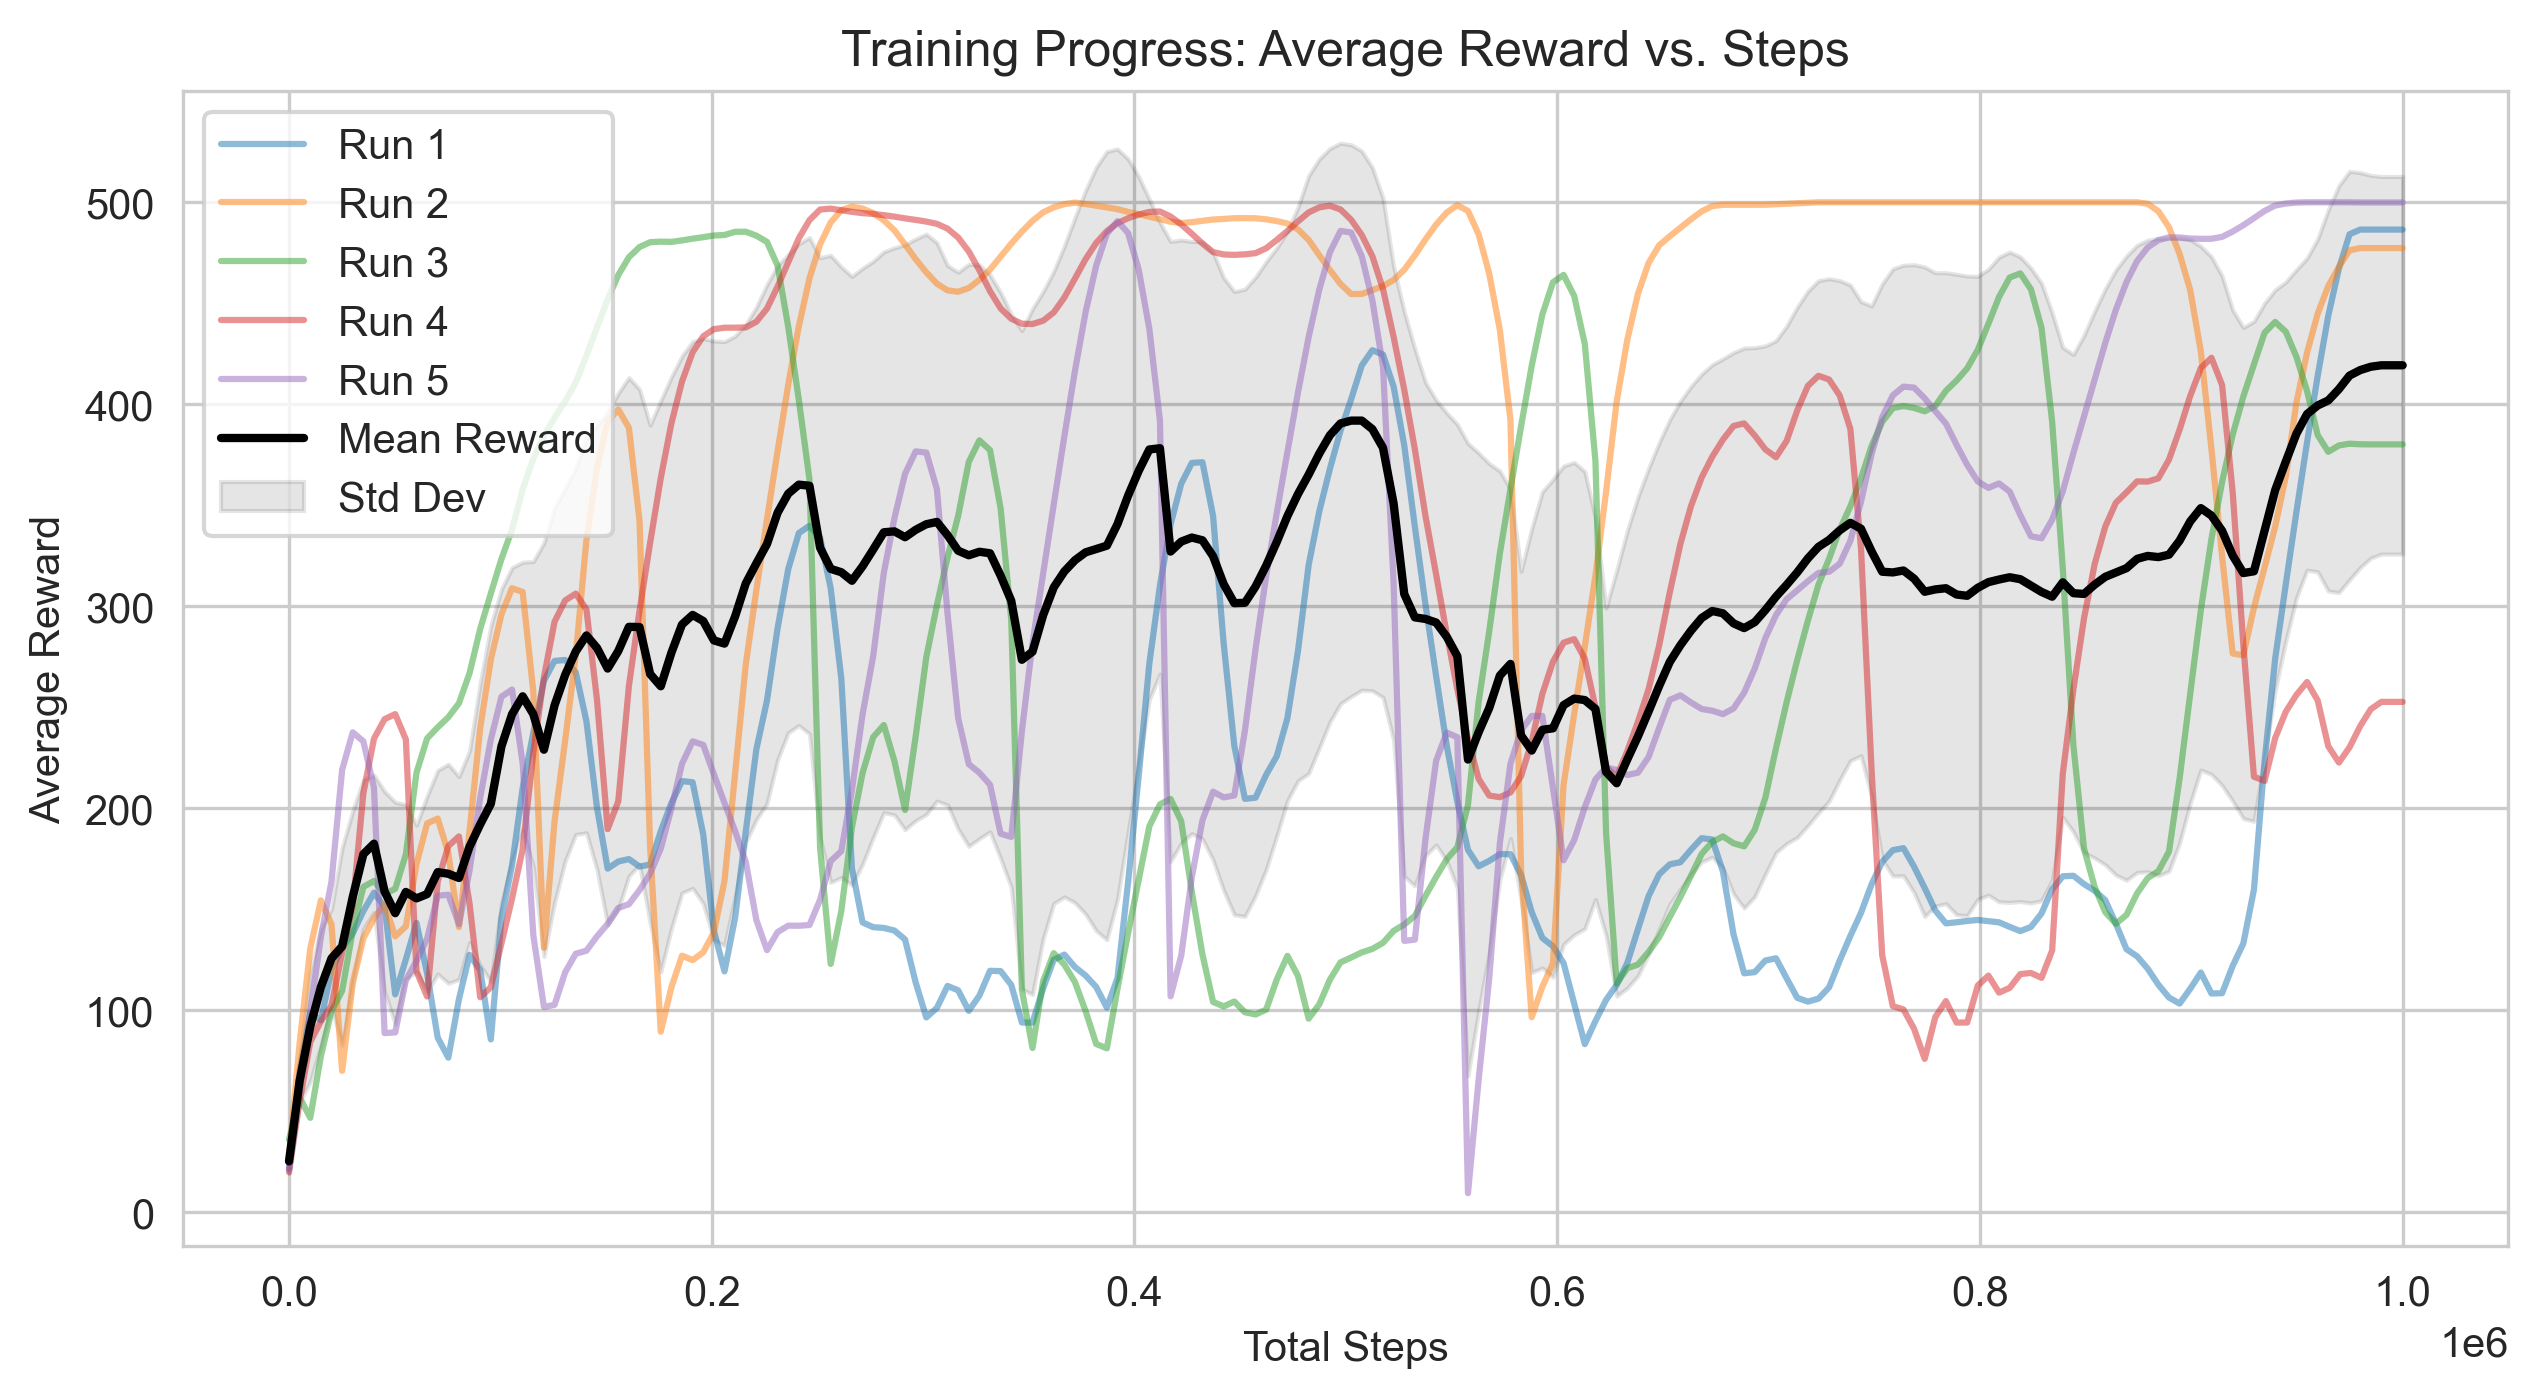 Training Progress: Average Reward vs. Steps
Run 1
Run 2
Run 3
Run 4
Run 5
Mean Reward
Std Dev
Average Reward
500
400
300
200
100
0
0.0
0.2
0.4
0.6
0.8
1.0
1e6
Total Steps